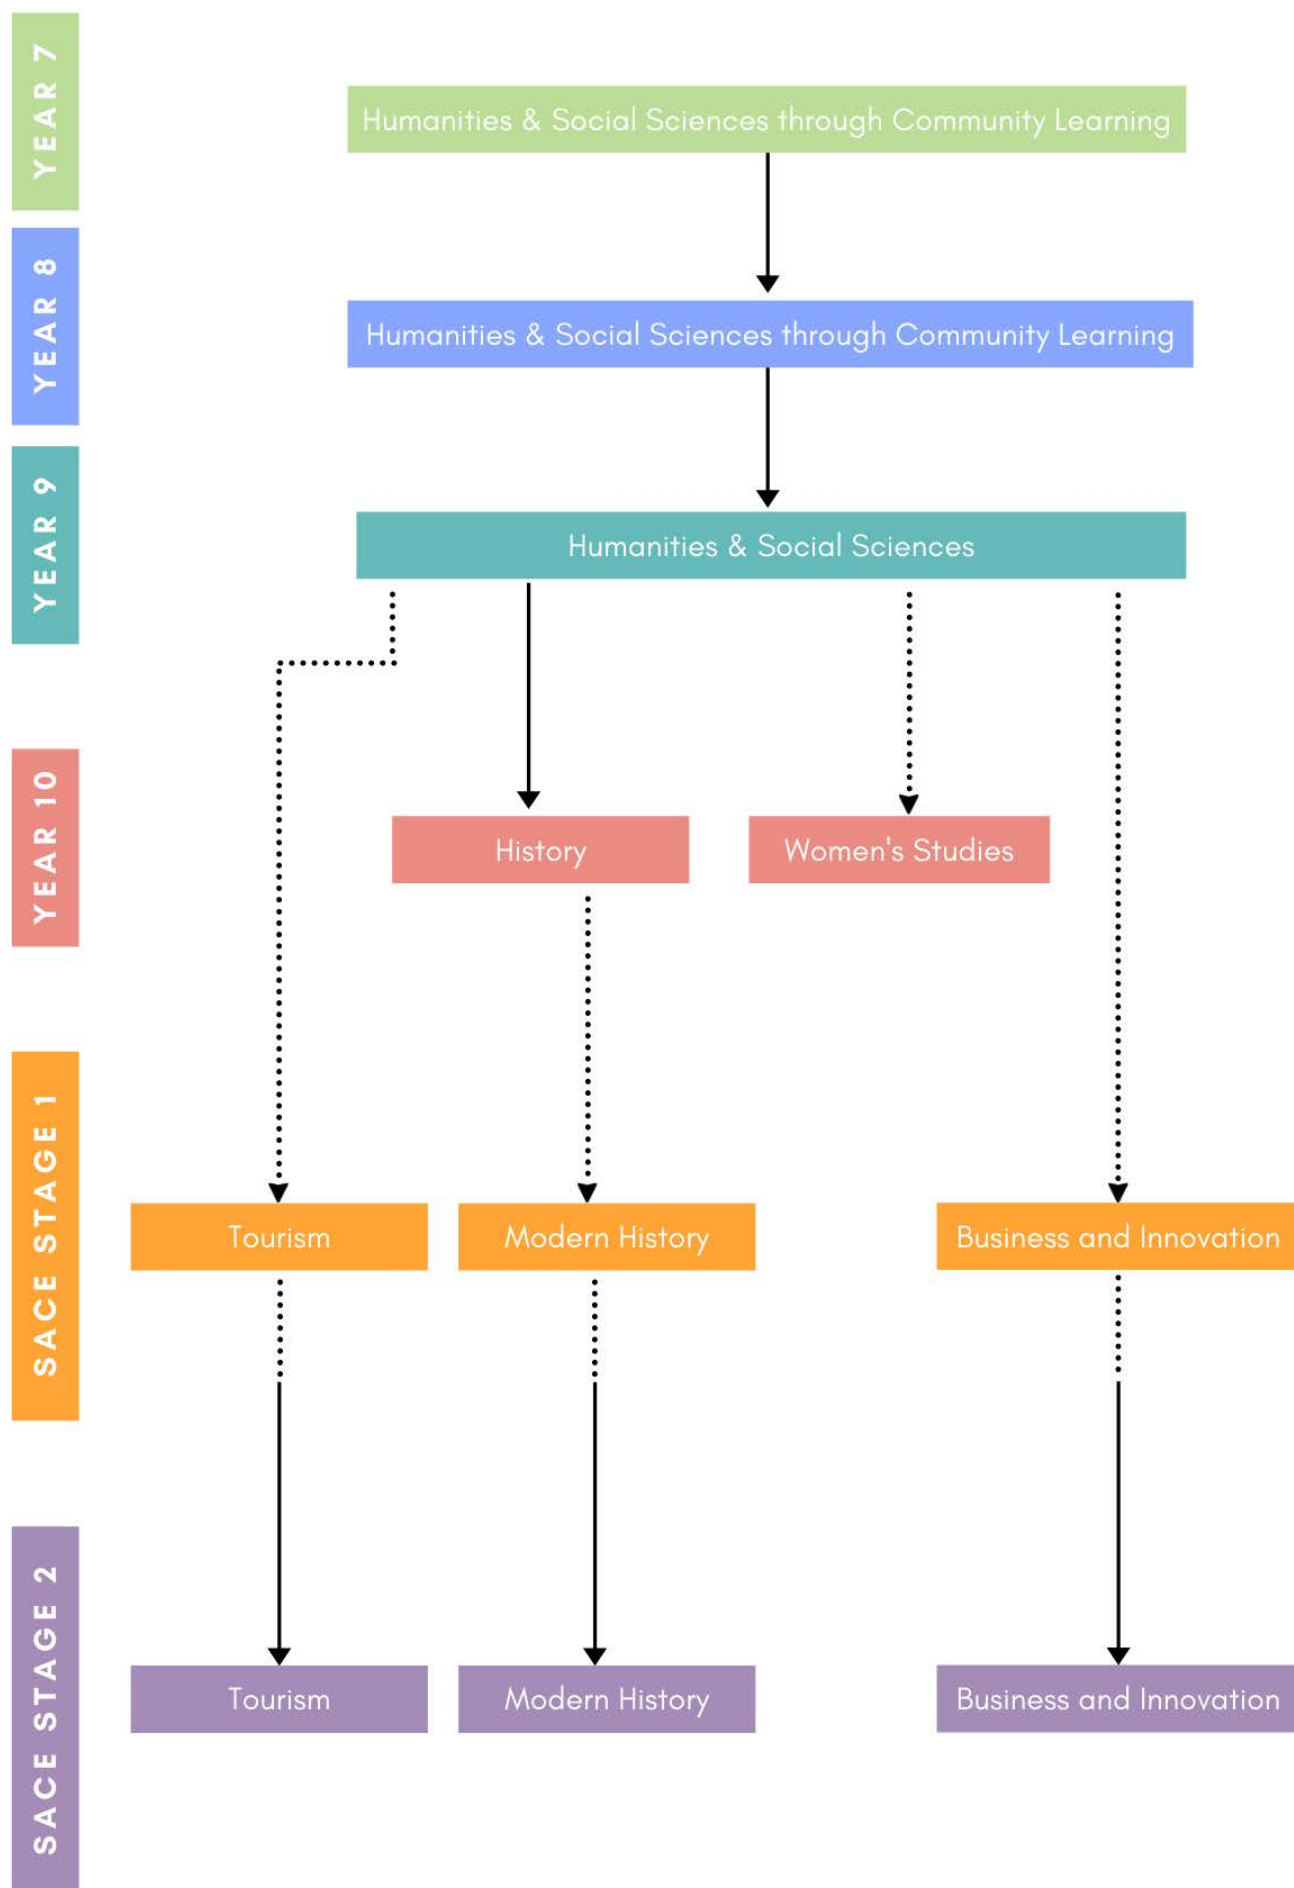 YEAR 7
Humanities & Social Sciences through Community Learning
YEAR 8
Humanities & Social Sciences through Community Learning
YEAR 9
Humanities & Social Sciences
YEAR 10
History
Women's Studies
SACE STAGE 1
Tourism
Modern History
Business and Innovation
SACE STAGE 2
Tourism
Modern History
Business and Innovation